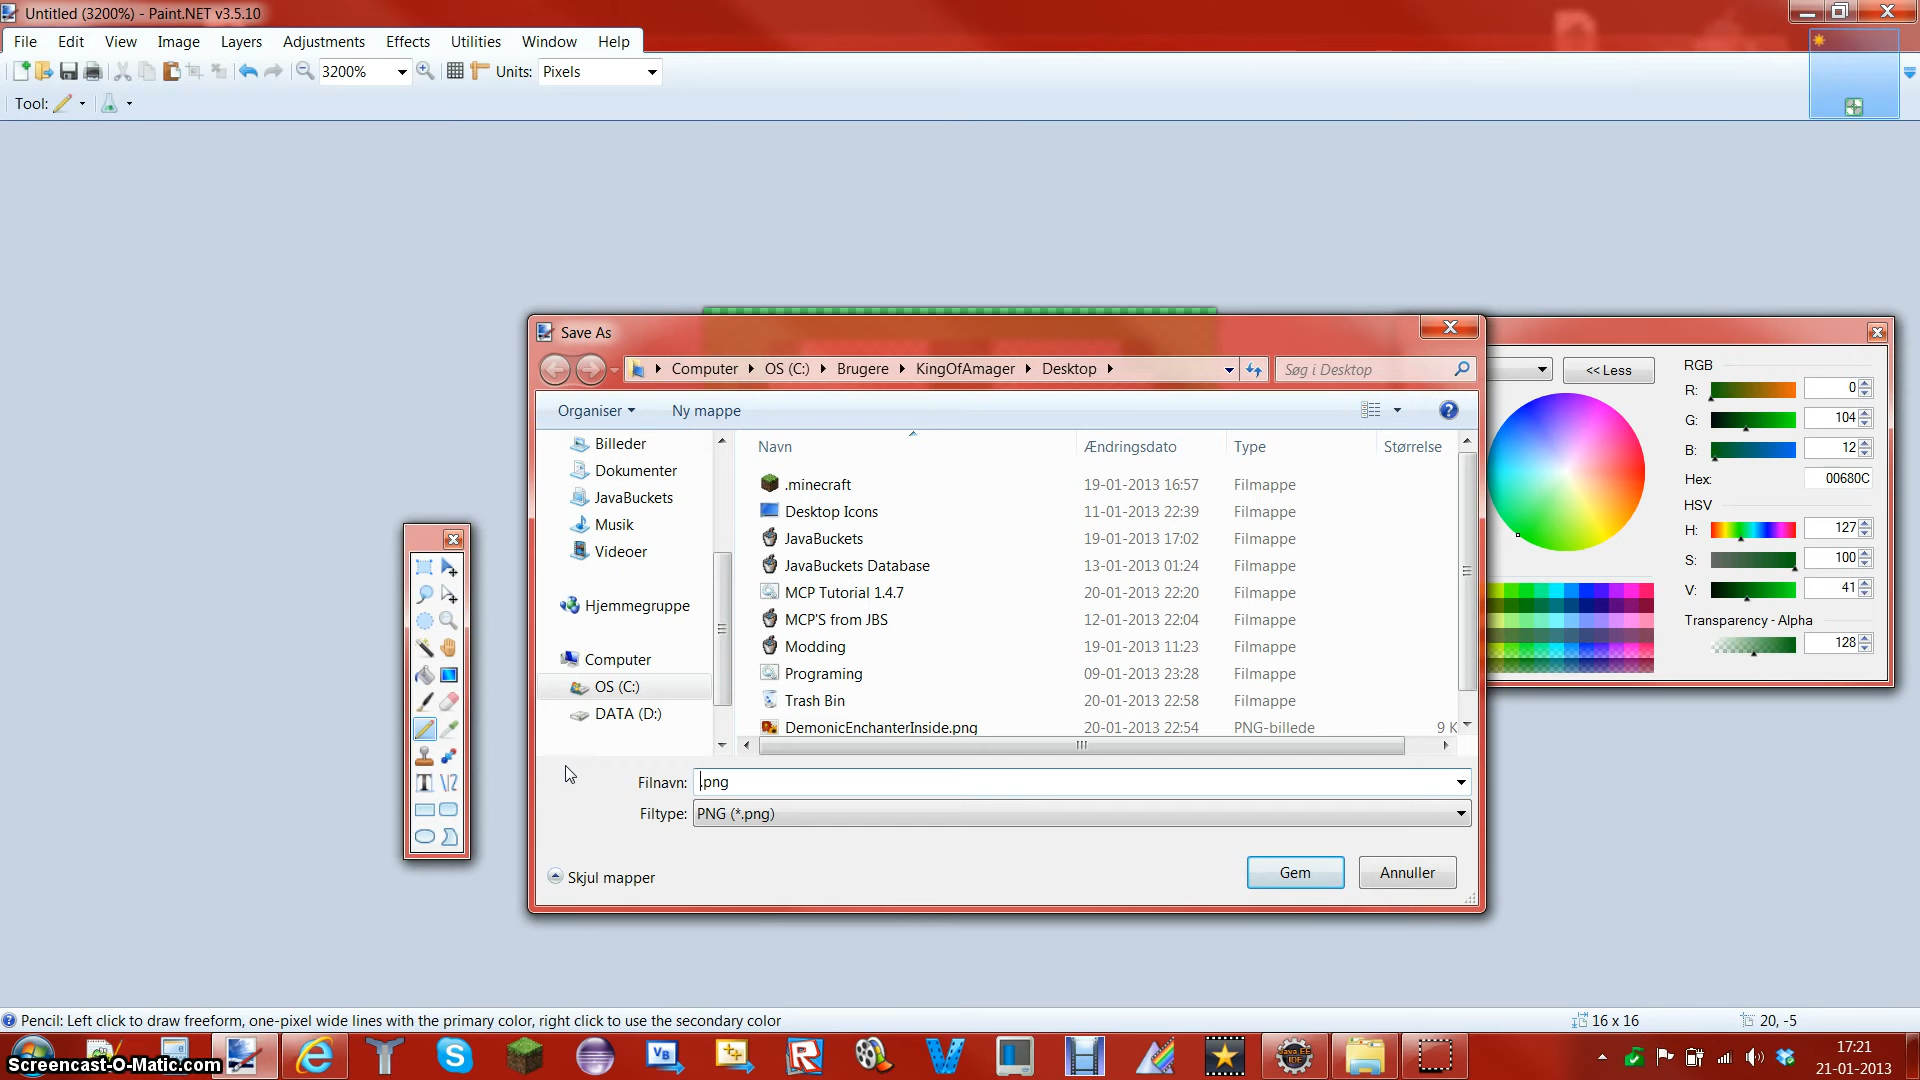 Untitled (3200%) - Paint.NET v3.5.10
File Edit View Image Layers Adjustments Effects Utilities Window Help
3200% Units: Pixels
Tool:
Save As
Computer OS (C:) Brugere KingOfAmager Desktop Søg i Desktop
Organiser Ny mappe
Navn Ændringsdato Type Størrelse
Billeder
Dokumenter
JavaBuckets
Musik
Videoer
Hjemmegruppe
Computer
OS (C:)
DATA (D:)
.minecraft 19-01-2013 16:57 Filmappe
Desktop Icons 11-01-2013 22:39 Filmappe
JavaBuckets 19-01-2013 17:02 Filmappe
JavaBuckets Database 13-01-2013 01:24 Filmappe
MCP Tutorial 1.4.7 20-01-2013 22:20 Filmappe
MCP'S from JBS 12-01-2013 22:04 Filmappe
Modding 19-01-2013 11:23 Filmappe
Programing 09-01-2013 23:28 Filmappe
Trash Bin 20-01-2013 22:58 Filmappe
DemonicEnchanterInside.png 20-01-2013 22:54 PNG-billede 9 K
Filnavn: .png
Filtype: PNG (*.png)
Skjul mapper Gem Annuller
<< Less
RGB
R: 0
G: 104
B: 12
Hex: 00680C
HSV
H: 127
S: 100
V: 41
Transparency - Alpha
128
Pencil: Left click to draw freeform, one-pixel wide lines with the primary color, right click to use the secondary color 16 x 16 20, -5
VB
Java EE
IDE
17:21
21-01-2013
Screencast-O-Matic.com